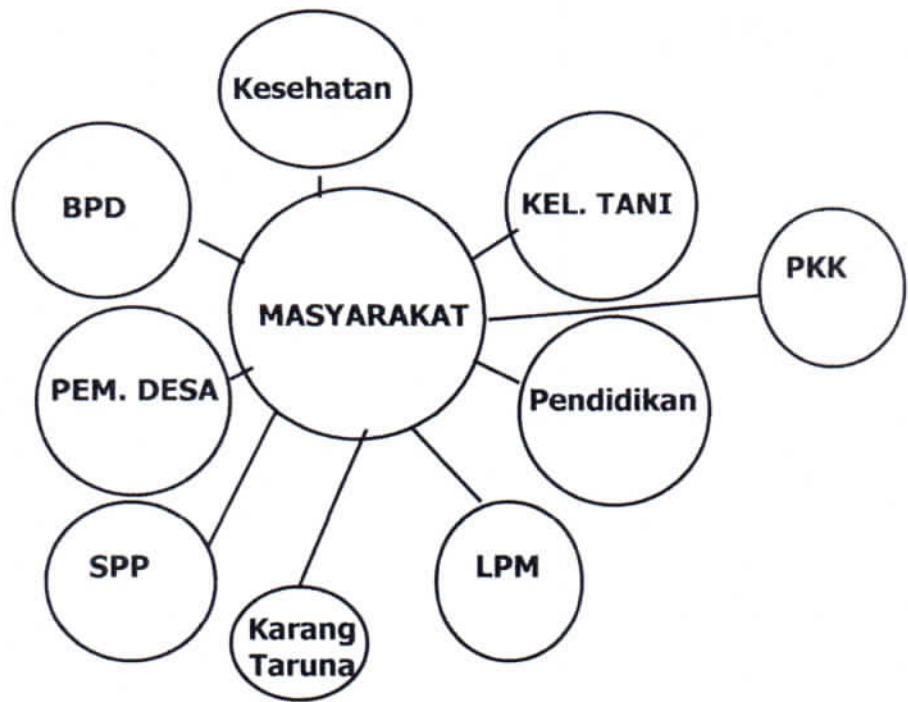 Kesehatan
BPD
KEL. TANI
PKK
MASYARAKAT
PEM. DESA
Pendidikan
SPP
LPM
Karang
Taruna